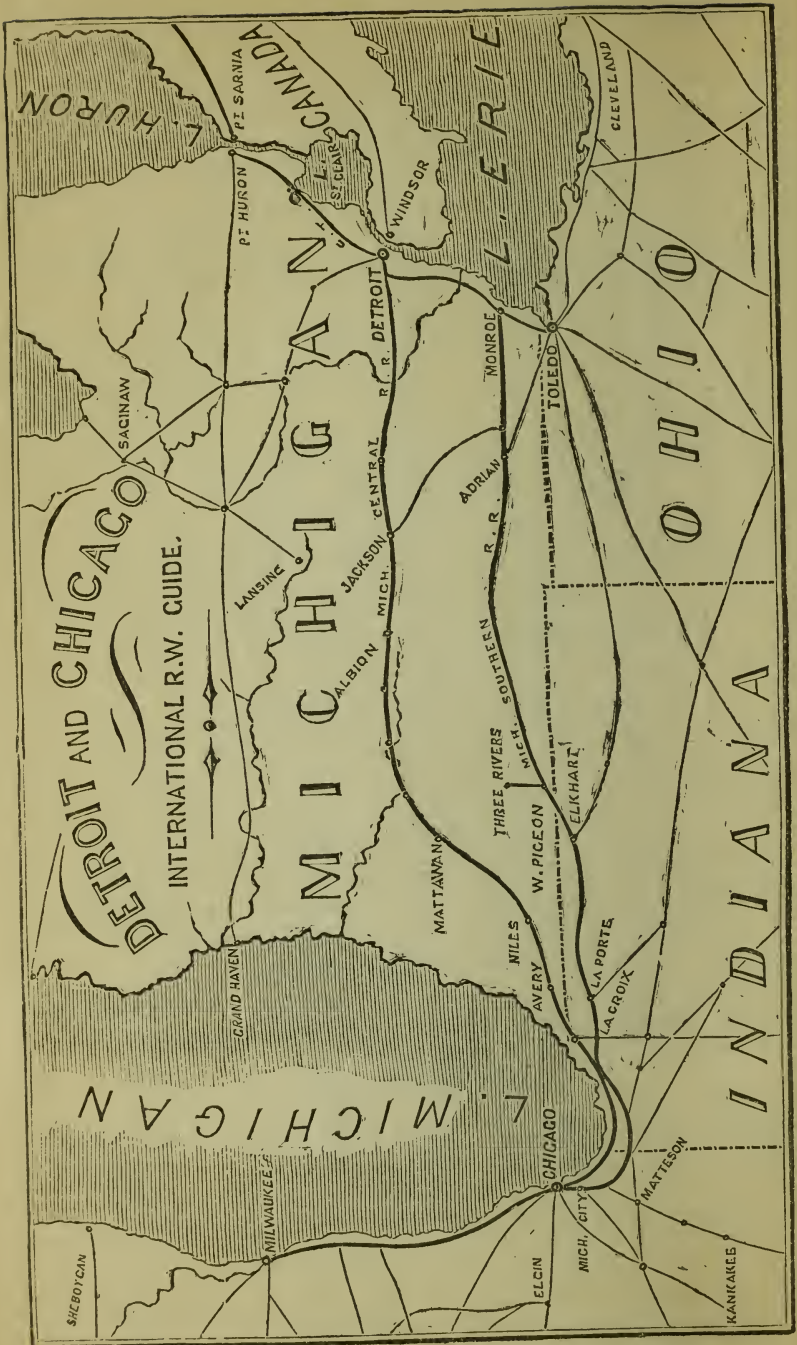 DETROIT AND CHICAGO
INTERNATIONAL R.W. GUIDE.
L. HURON
PT SARNIA
CANADA
PT HURON
L. ST CLAIR
WINDSOR
L. ERIE
CLEVELAND
SAGINAW
LANSING
MICHIGAN
DETROIT
MICH. CENTRAL R. R.
JACKSON
ALBION
MATTAWAN
NILES
AVERY
MONROE
ADRIAN
TOLEDO
MICH. SOUTHERN R. R.
THREE RIVERS
W. PIGEON
ELKHART
LA PORTE
LA CROIX
OHIO
INDIANA
GRAND HAVEN
L. MICHIGAN
SHEBOYGAN
MILWAUKEE
CHICAGO
MICH. CITY
ELGIN
MATTESON
KANKAKEE